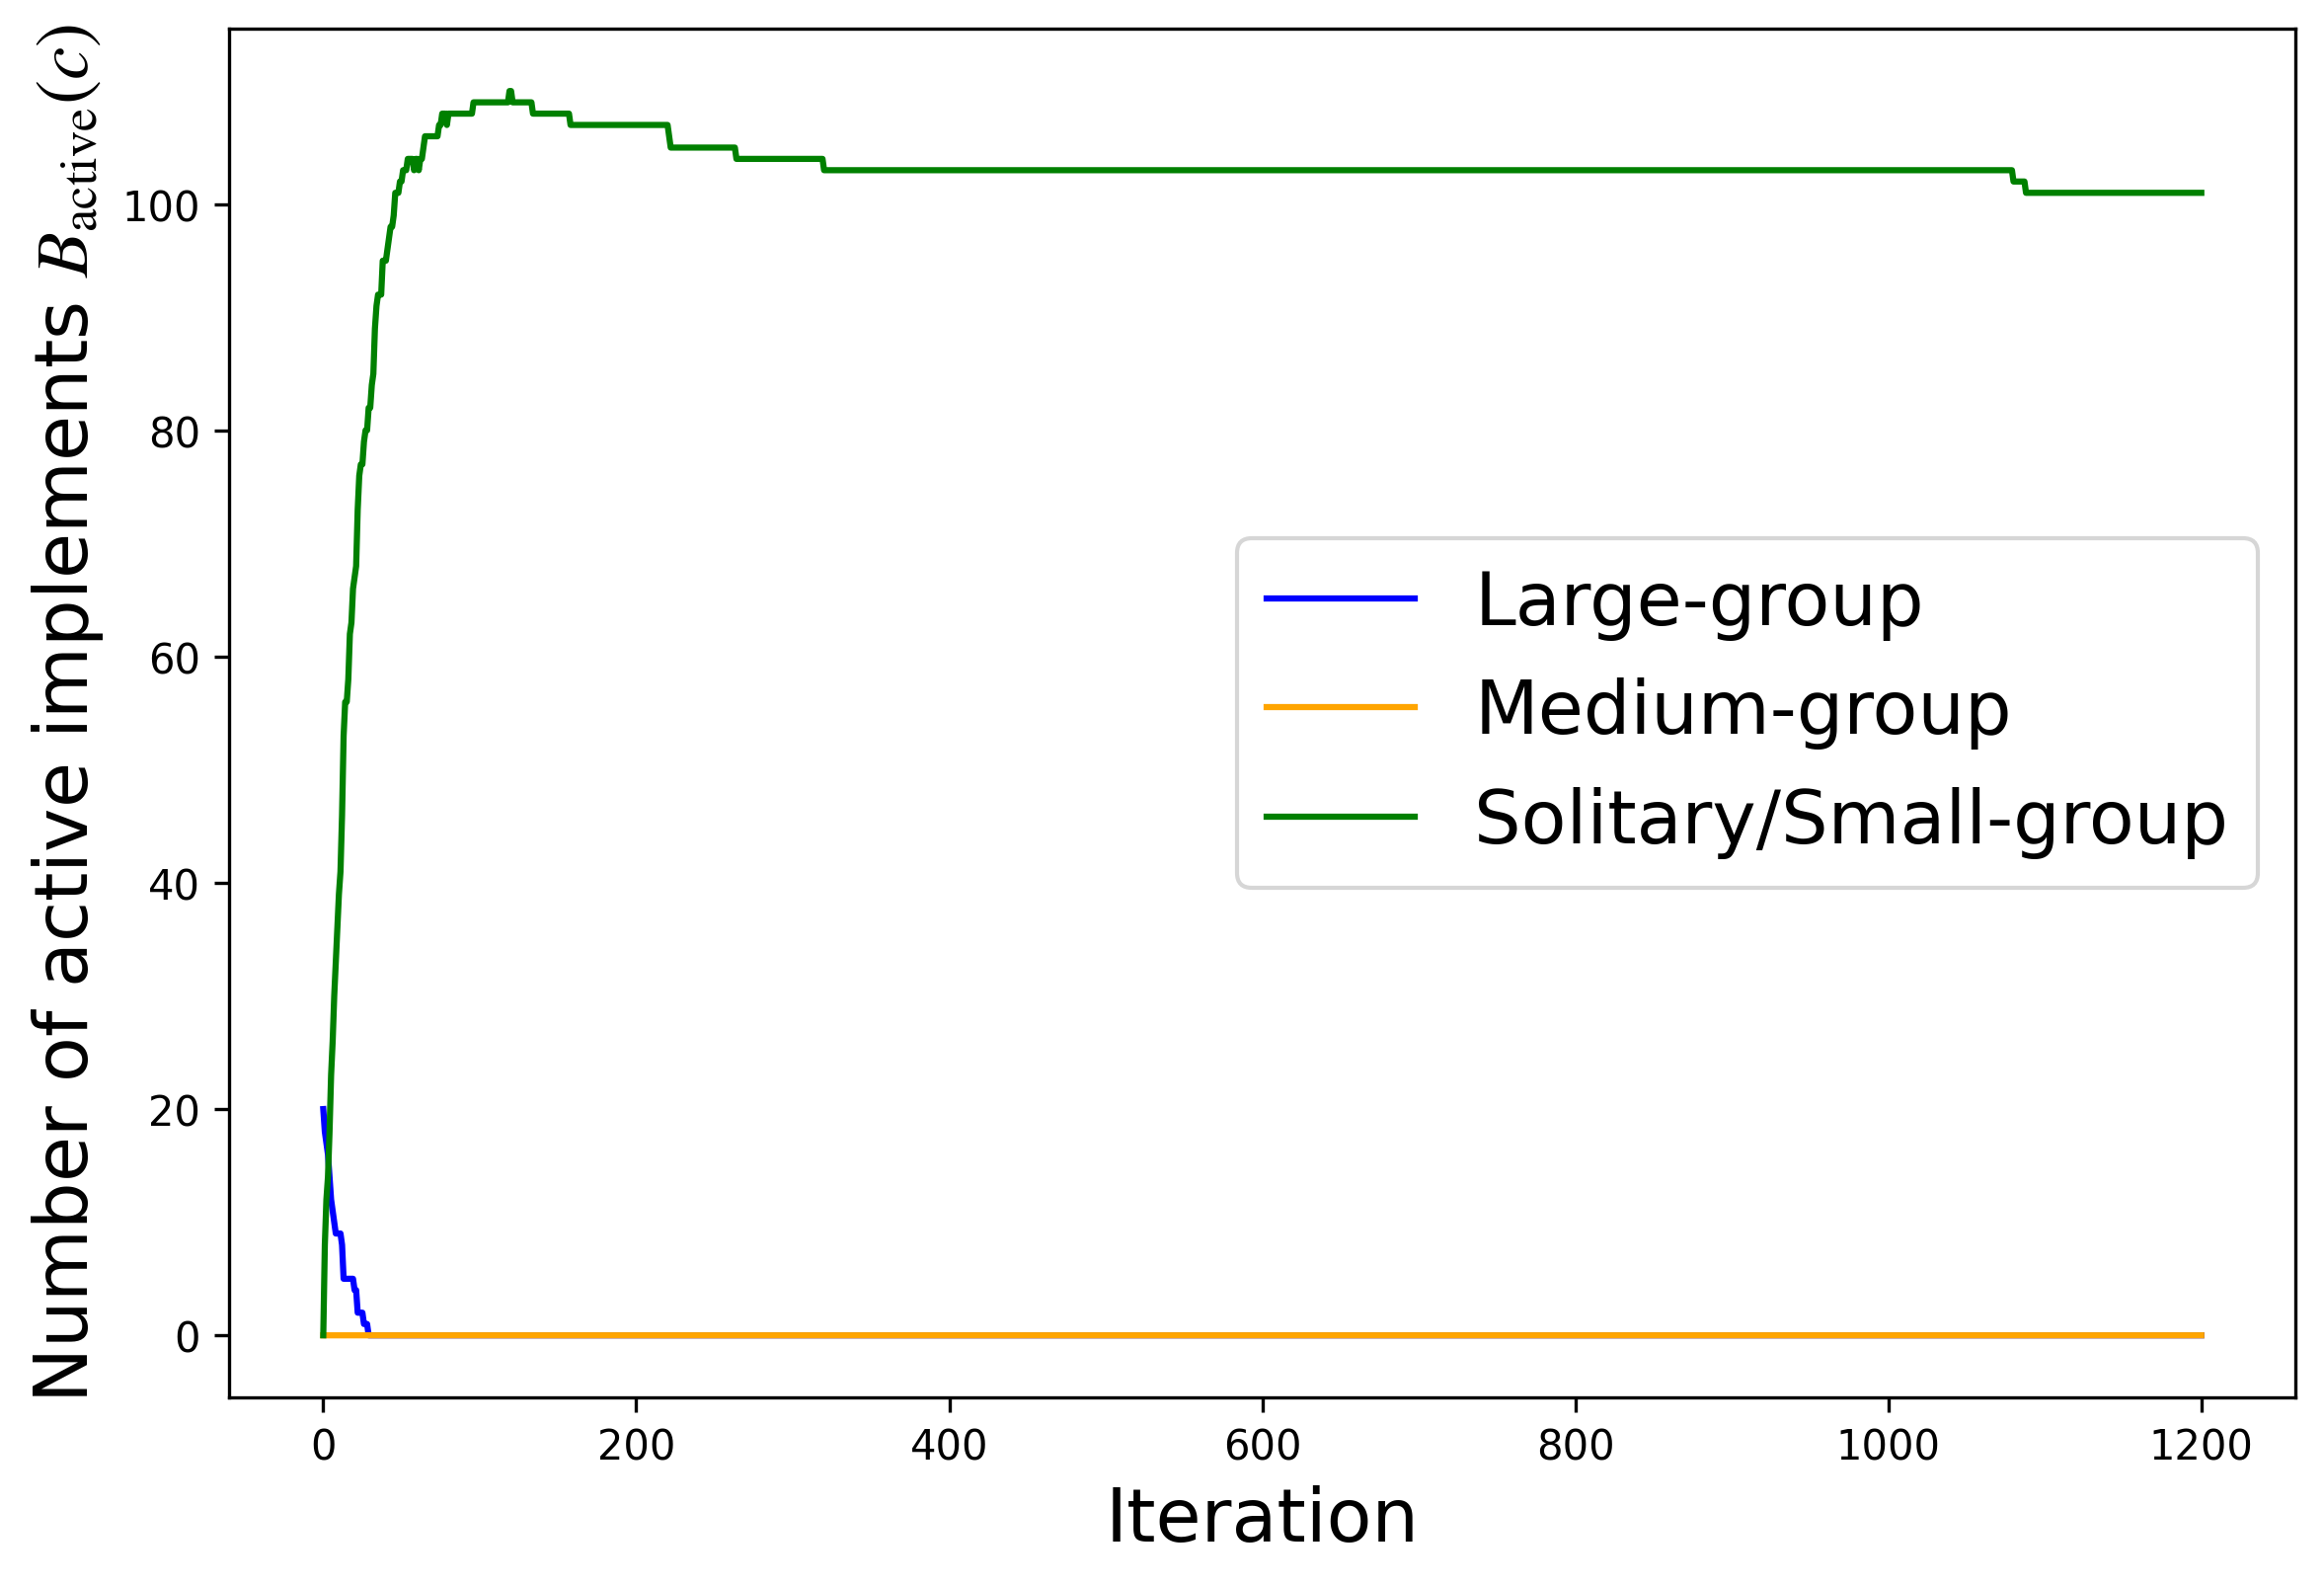 Number of active implements B_active(c)
100
80
60
40
20
0
Large-group
Medium-group
Solitary/Small-group
0 200 400 600 800 1000 1200
Iteration